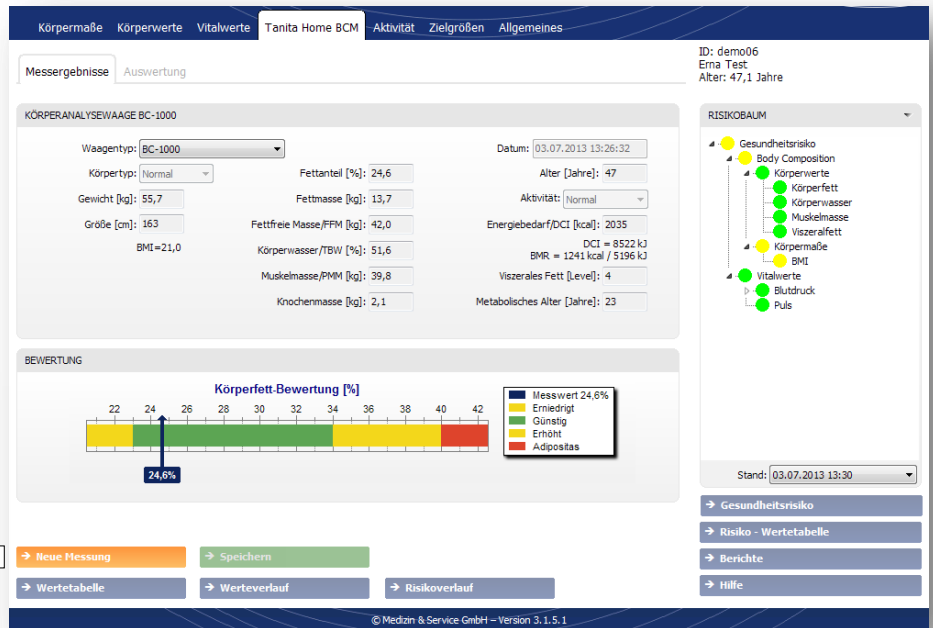 Körpermaße Körperwerte Vitalwerte Tanita Home BCM Aktivität Zielgrößen Allgemeines
ID: demo06
Erna Test
Alter: 47,1 Jahre
Messergebnisse Auswertung
KÖRPERANALYSEWAAGE BC-1000
Waagentyp: BC-1000
Datum: 03.07.2013 13:26:32
Körpertyp: Normal
Fettanteil [%]: 24,6
Alter [Jahre]: 47
Gewicht [kg]: 55,7
Fettmasse [kg]: 13,7
Aktivität: Normal
Größe [cm]: 163
Fettfreie Masse/FFM [kg]: 42,0
Energiebedarf/DCI [kcal]: 2035
BMI=21,0
Körperwasser/TBW [%]: 51,6
DCI = 8522 kJ
BMR = 1241 kcal / 5196 kJ
Muskelmasse/PMM [kg]: 39,8
Viszerales Fett [Level]: 4
Knochenmasse [kg]: 2,1
Metabolisches Alter [Jahre]: 23
RISIKOBAUM
Gesundheitsrisiko
Body Composition
Körperwerte
Körperfett
Körperwasser
Muskelmasse
Viszeralfett
Körpermaße
BMI
Vitalwerte
Blutdruck
Puls
Stand: 03.07.2013 13:30
BEWERTUNG
Körperfett-Bewertung [%]
22 24 26 28 30 32 34 36 38 40 42
24,6%
Messwert 24,6%
Erniedrigt
Günstig
Erhöht
Adipositas
→ Gesundheitsrisiko
→ Risiko - Wertetabelle
→ Berichte
→ Hilfe
→ Neue Messung → Speichern
→ Wertetabelle → Werteverlauf → Risikoverlauf
© Medizin & Service GmbH – Version 3.1.5.1